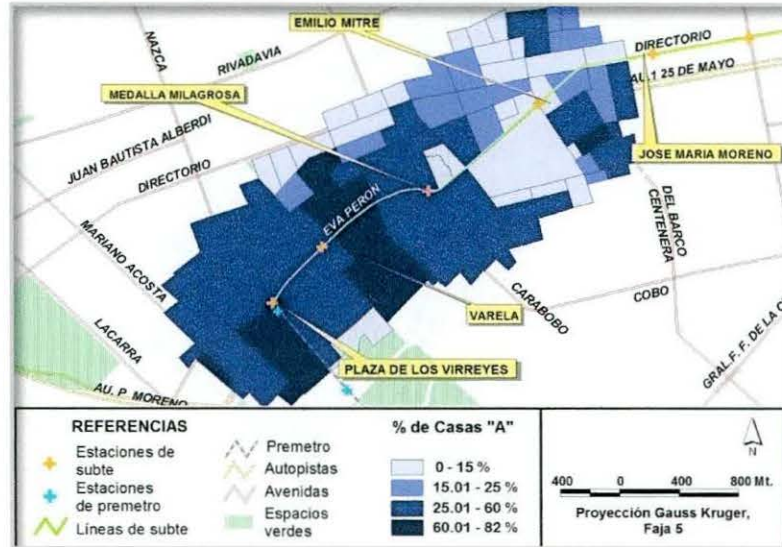 EMILIO MITRE
NAZCA
RIVADAVIA
DIRECTORIO
AU.1 25 DE MAYO
MEDALLA MILAGROSA
JUAN BAUTISTA ALBERDI
DIRECTORIO
JOSE MARIA MORENO
EVA PERÓN
MARIANO ACOSTA
DEL BARCO
CENTENERA
CARABOBO
COBO
VARELA
LACARRA
PLAZA DE LOS VIRREYES
AU. P. MORENO
GRAL.F. F. DE LA C
REFERENCIAS
Estaciones de
subte
Estaciones
de premetro
Líneas de subte
Premetro
Autopistas
Avenidas
Espacios
verdes
% de Casas "A"
0 - 15 %
15.01 - 25 %
25.01 - 60 %
60.01 - 82 %
N
400 0 400 800 Mt.
Proyección Gauss Kruger,
Faja 5